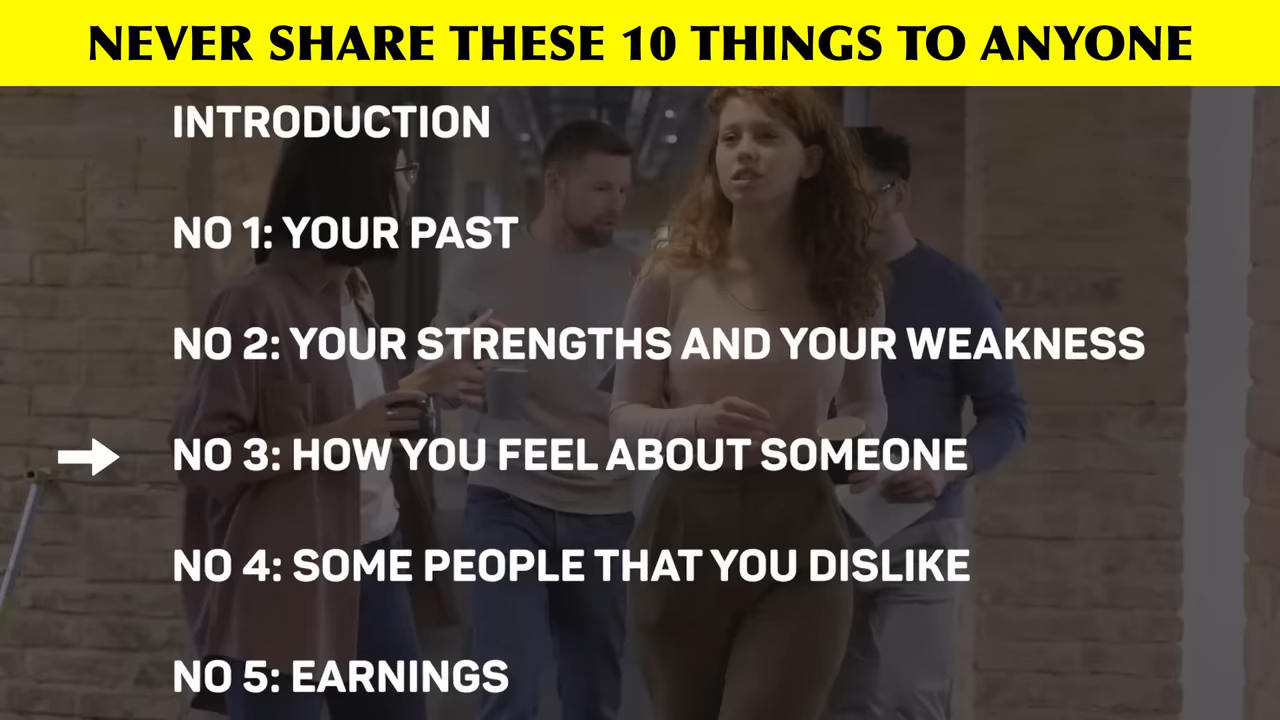 NEVER SHARE THESE 10 THINGS TO ANYONE
INTRODUCTION
NO 1: YOUR PAST
NO 2: YOUR STRENGTHS AND YOUR WEAKNESS
NO 3: HOW YOU FEEL ABOUT SOMEONE
NO 4: SOME PEOPLE THAT YOU DISLIKE
NO 5: EARNINGS